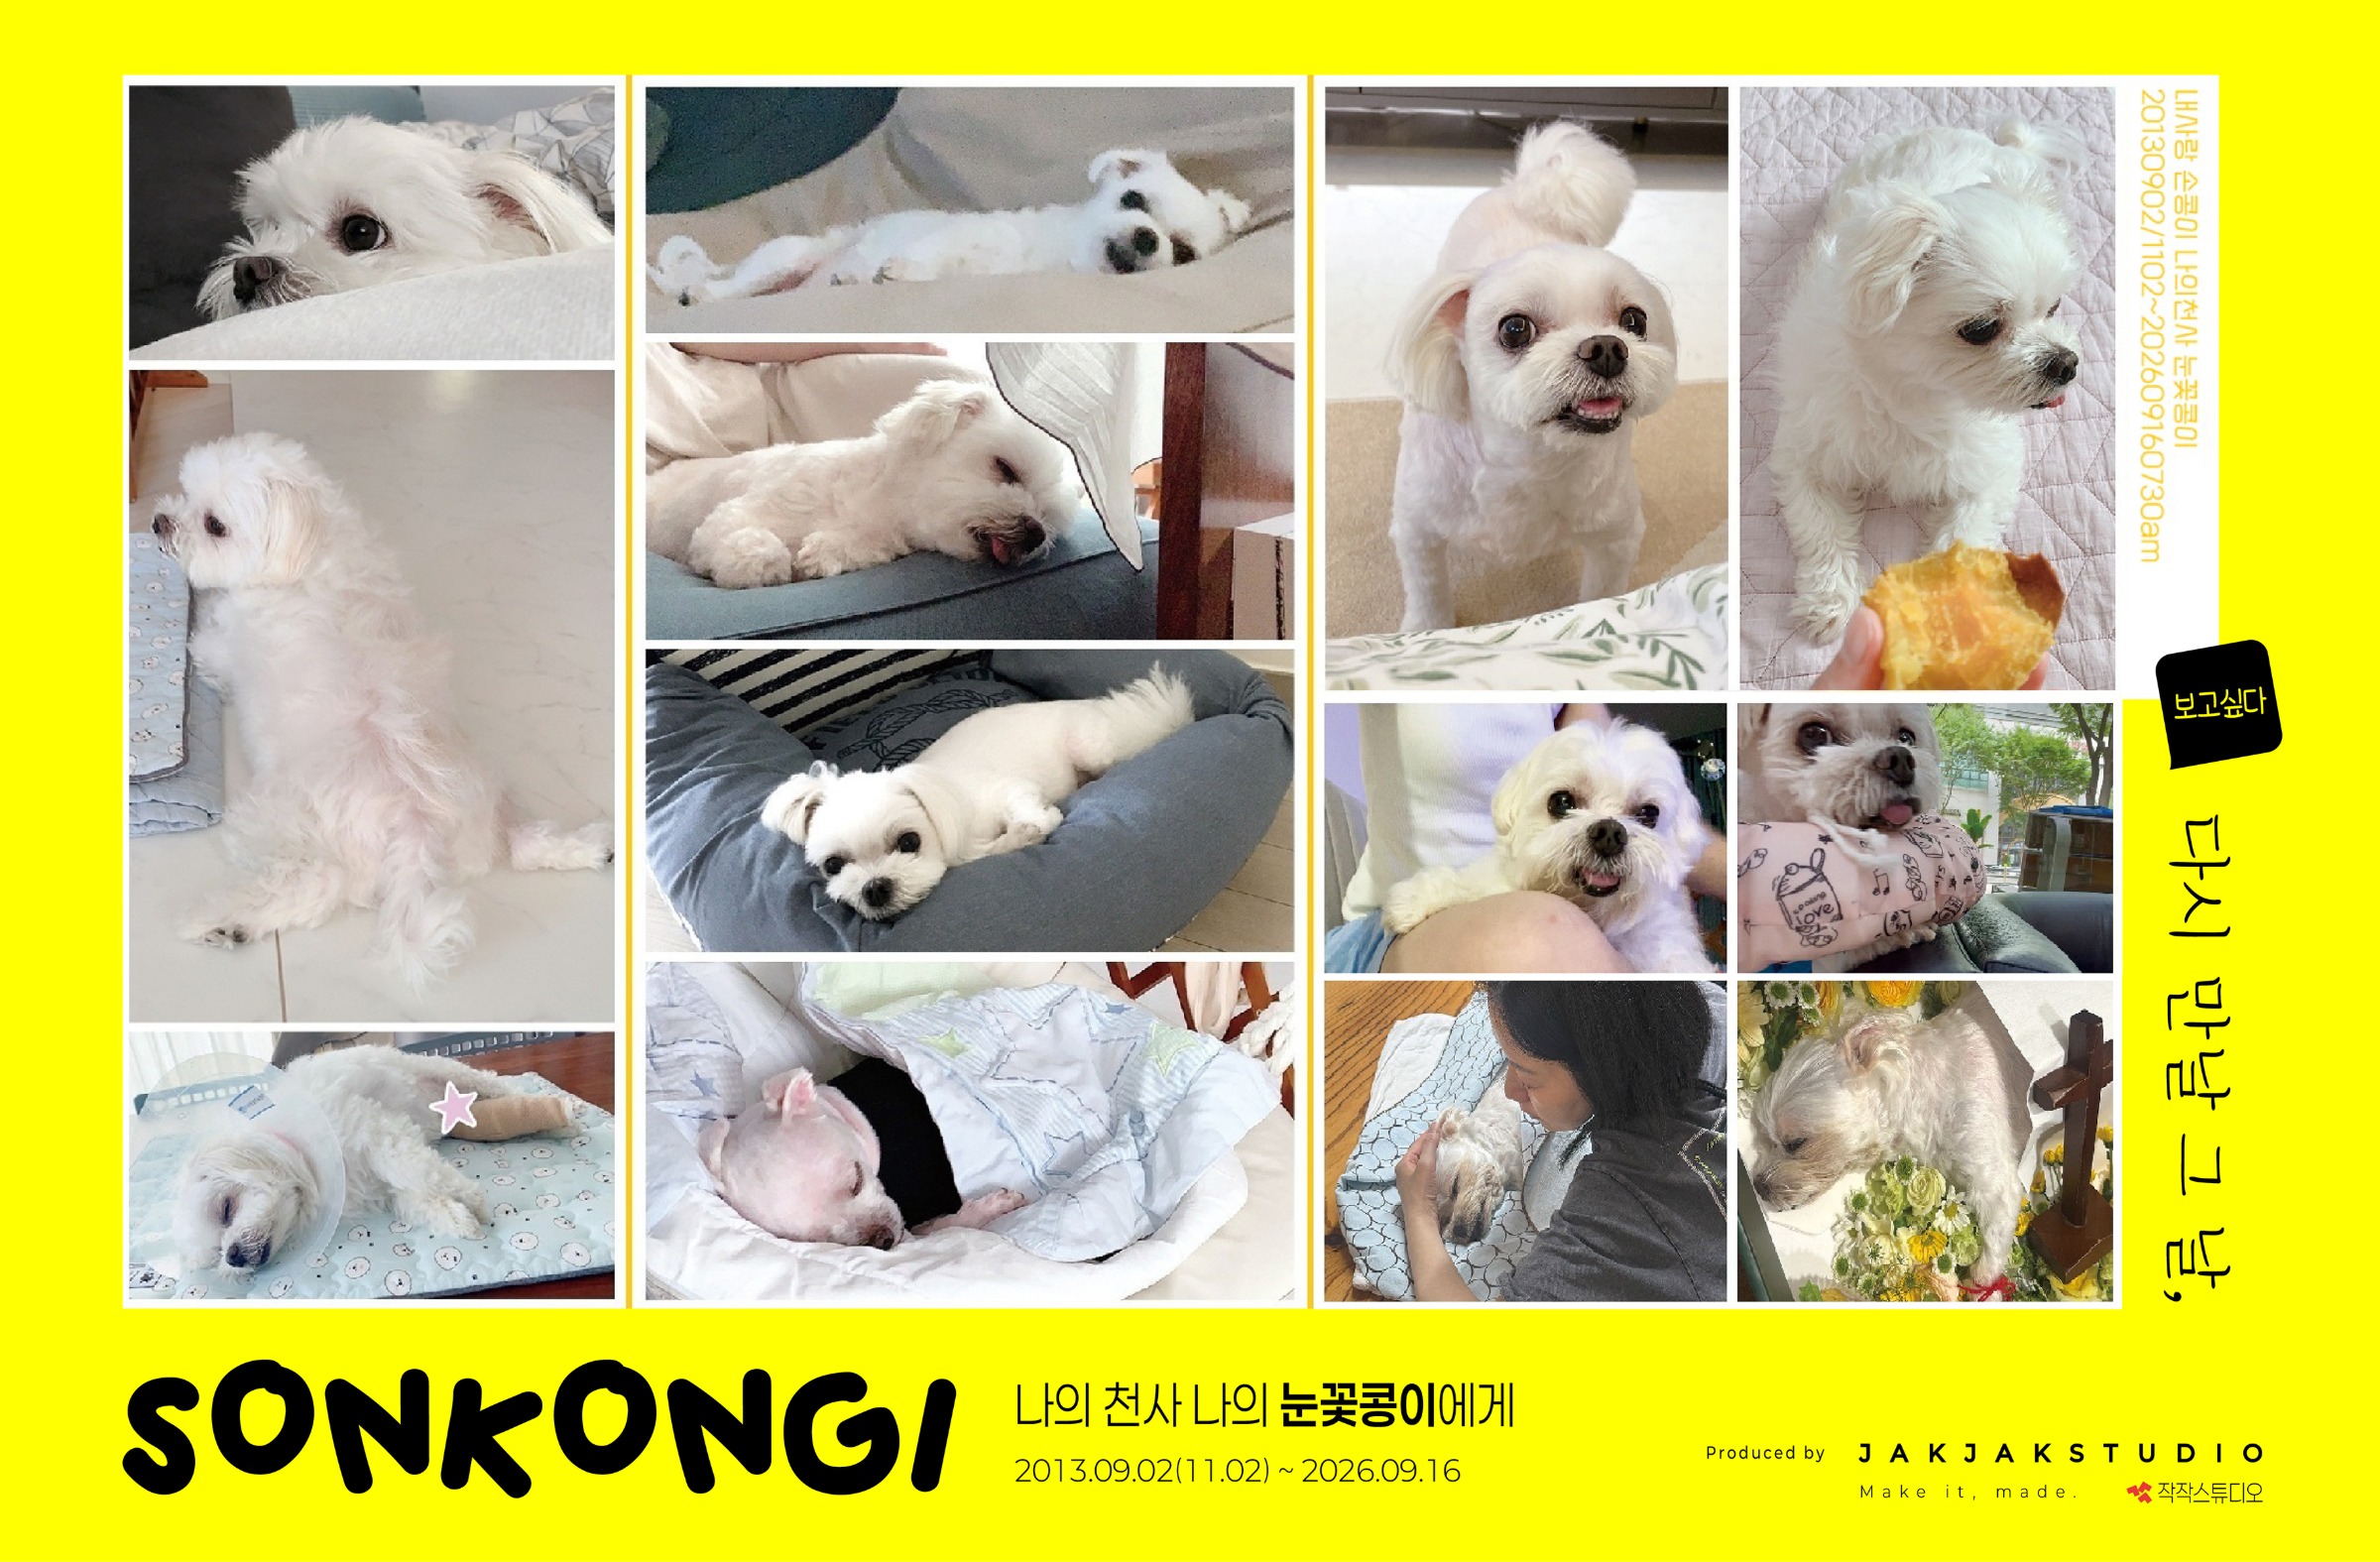 내사랑 손콩이 나의천사 눈꽃콩이
20130902/1102~202609160730am
보고싶다
다시 만날 그 날,
SONKONGI
나의 천사 나의 눈꽃콩이에게
2013.09.02(11.02) ~ 2026.09.16
Produced by JAKJAKSTUDIO
Make it, made. 작작스튜디오
Love